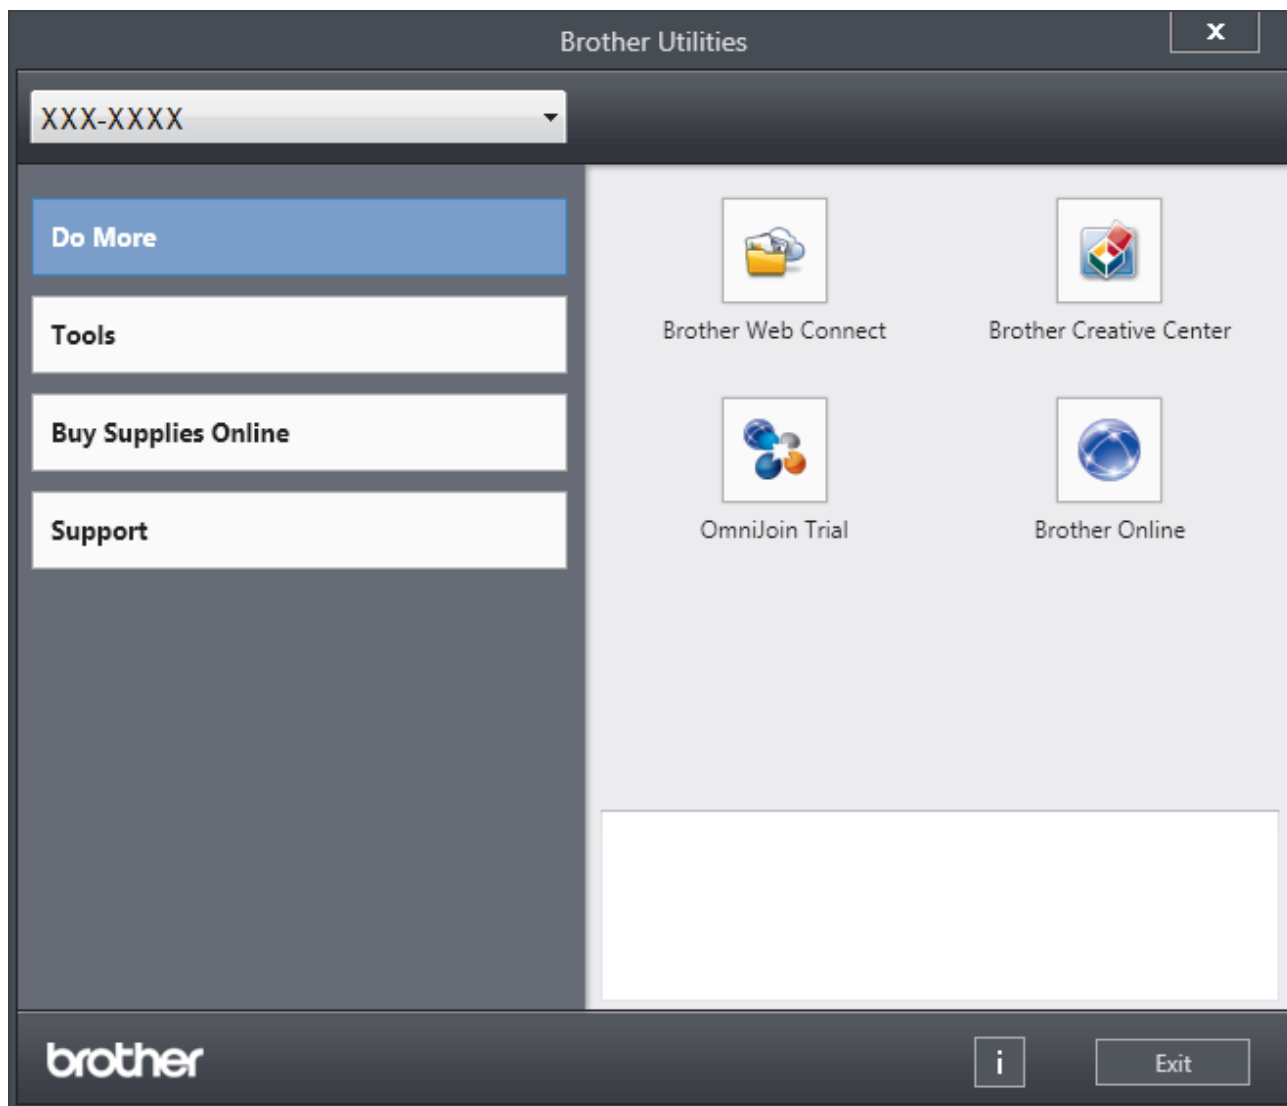 Brother Utilities
X
XXX-XXXX
Do More
Tools
Buy Supplies Online
Support
Brother Web Connect
Brother Creative Center
OmniJoin Trial
Brother Online
brother
i
Exit